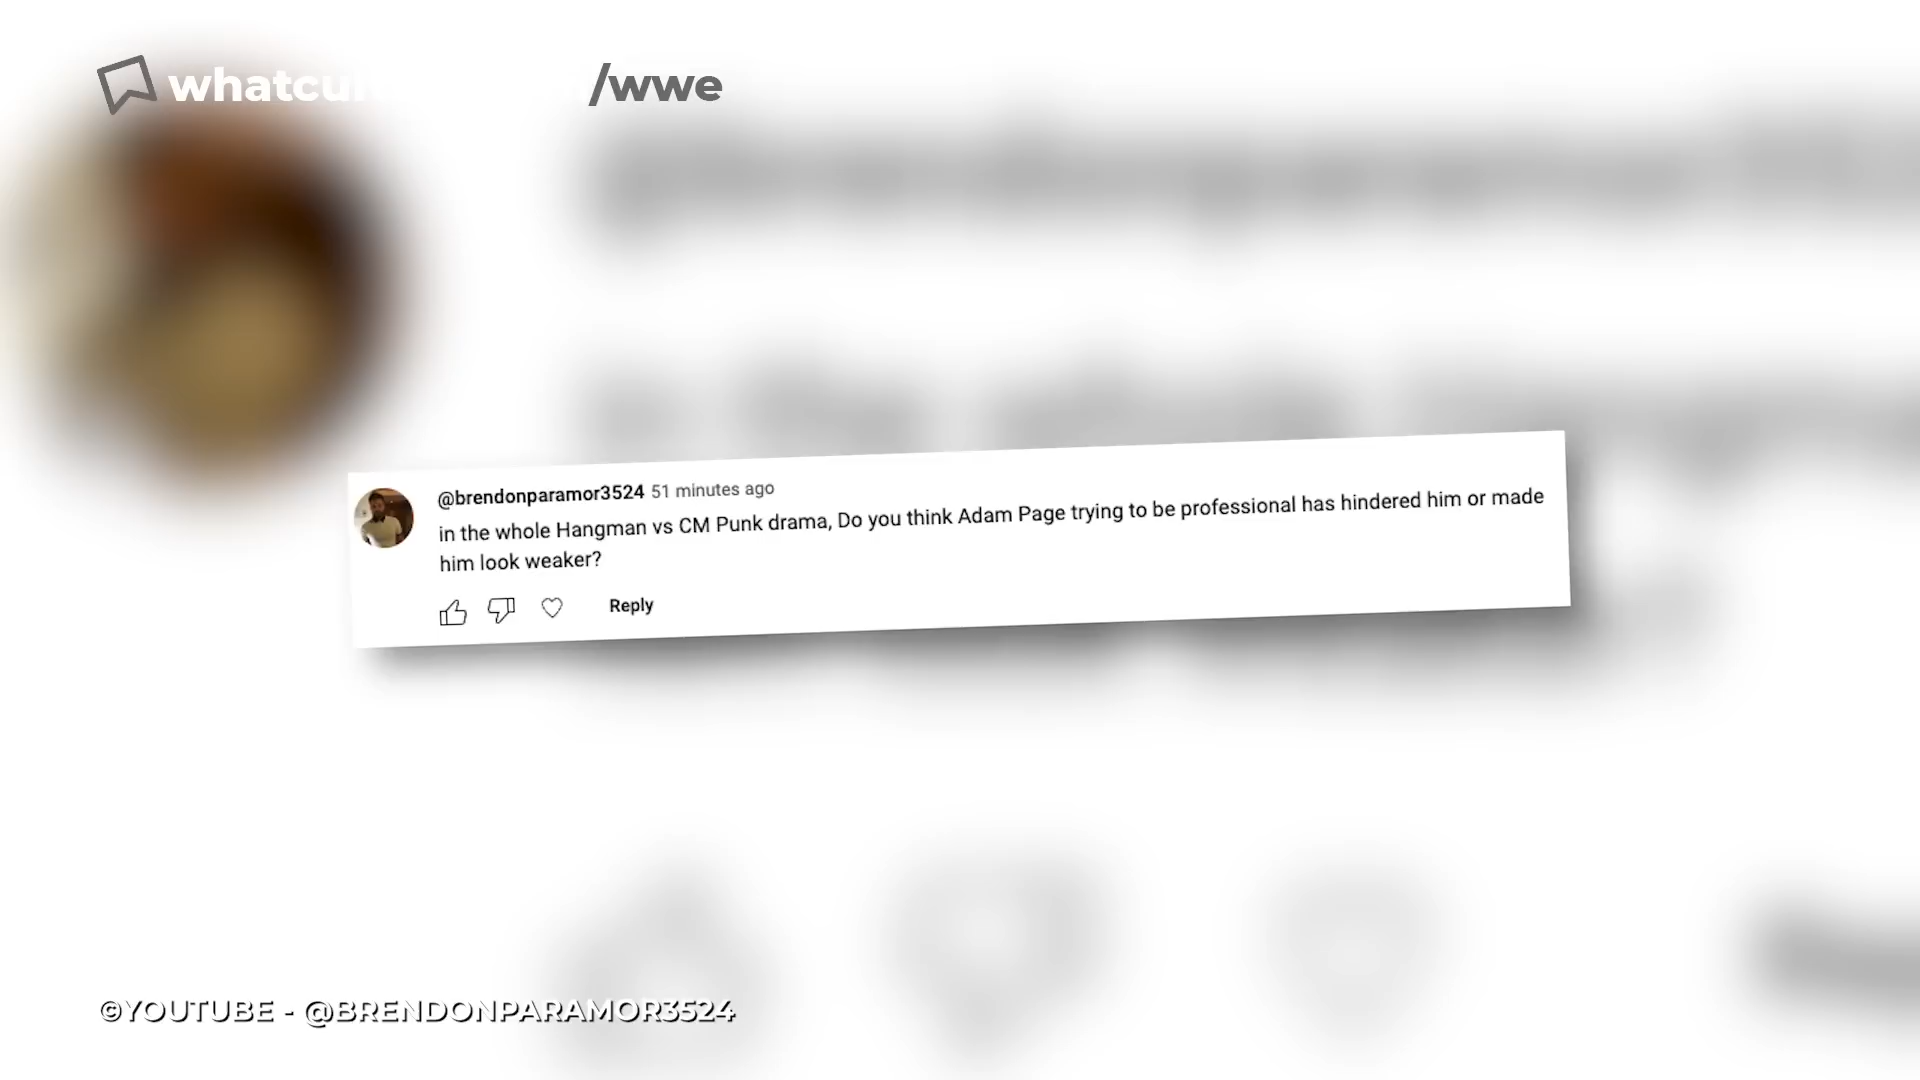 whatcul /wwe
@brendonparamor3524 51 minutes ago
in the whole Hangman vs CM Punk drama, Do you think Adam Page trying to be professional has hindered him or made
him look weaker?
Reply
©YOUTUBE - @BRENDONPARAMOR3524